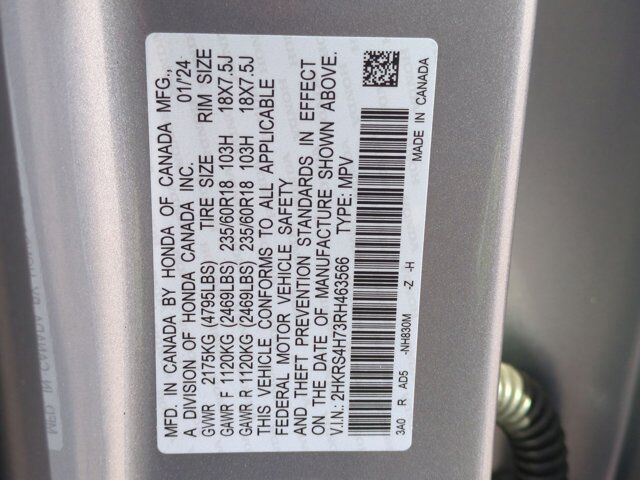 MFD. IN CANADA BY HONDA OF CANADA MFG.,
A DIVISION OF HONDA CANADA INC. 01/24
GVWR 2175KG (4795LBS) TIRE SIZE RIM SIZE
GAWR F 1120KG (2469LBS) 235/60R18 103H 18X7.5J
GAWR R 1120KG (2469LBS) 235/60R18 103H 18X7.5J
THIS VEHICLE CONFORMS TO ALL APPLICABLE
FEDERAL MOTOR VEHICLE SAFETY
AND THEFT PREVENTION STANDARDS IN EFFECT
ON THE DATE OF MANUFACTURE SHOWN ABOVE.
V.I.N.: 2HKRS4H73RH463566 TYPE: MPV
3A0 R AD5 -NH830M -Z -H
MADE IN CANADA